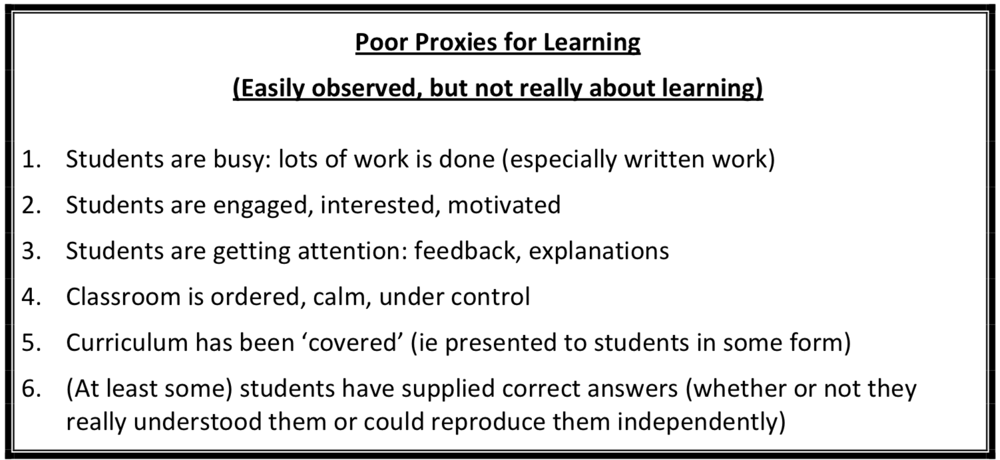 Poor Proxies for Learning
(Easily observed, but not really about learning)
1. Students are busy: lots of work is done (especially written work)
2. Students are engaged, interested, motivated
3. Students are getting attention: feedback, explanations
4. Classroom is ordered, calm, under control
5. Curriculum has been ‘covered’ (ie presented to students in some form)
6. (At least some) students have supplied correct answers (whether or not they
really understood them or could reproduce them independently)